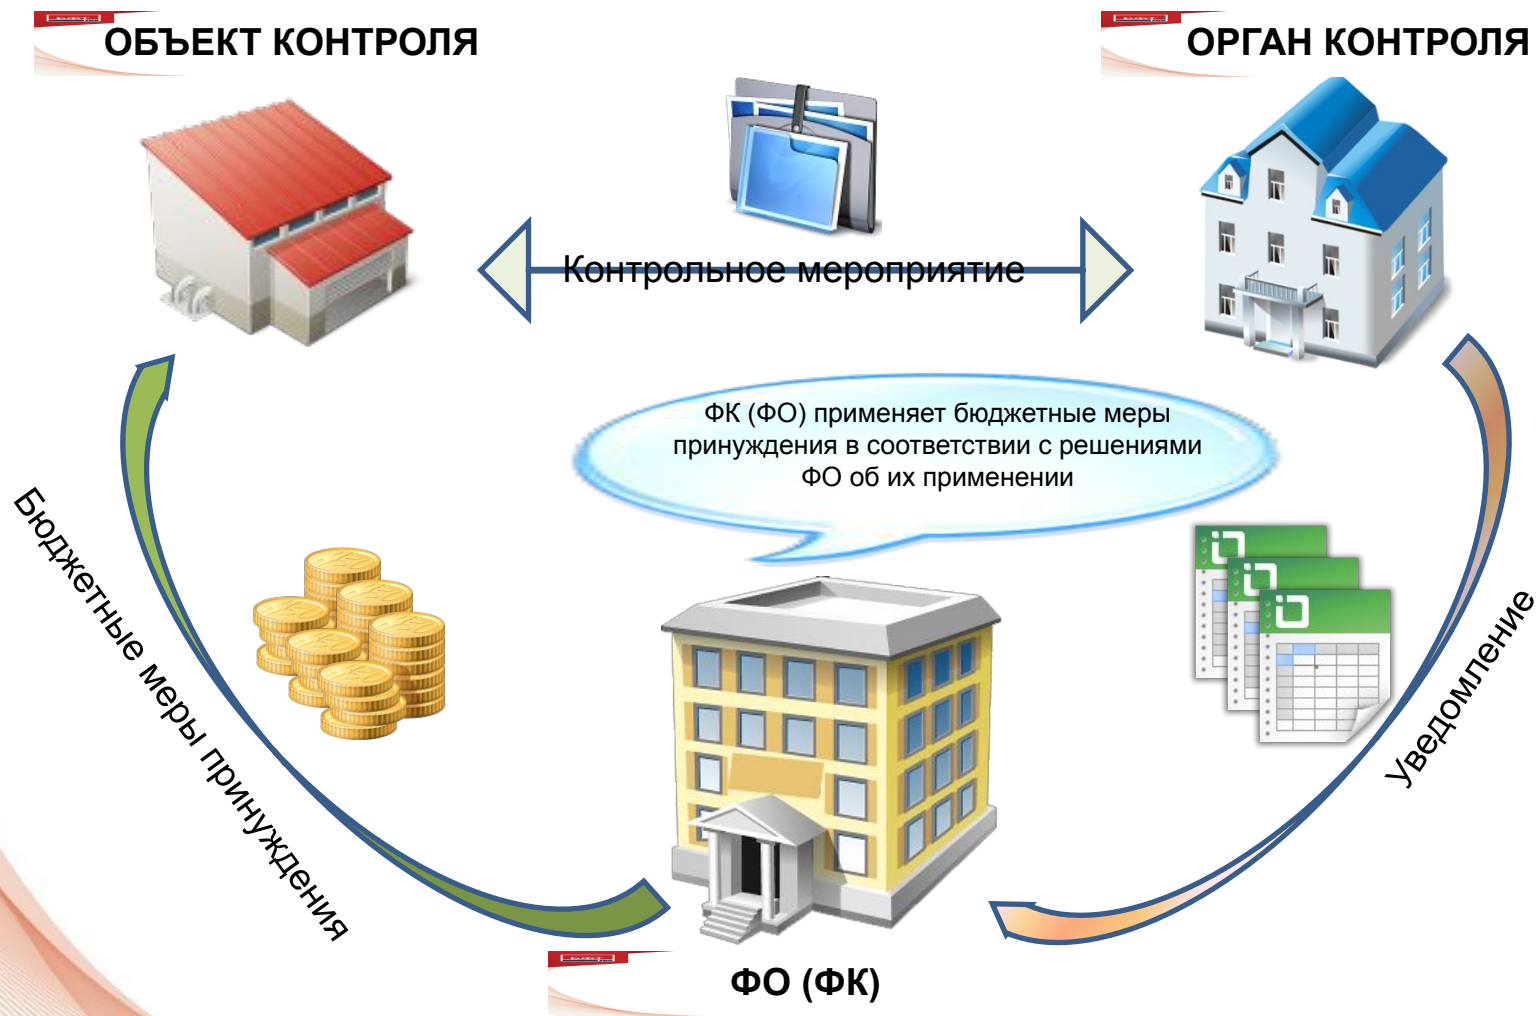 ОБЪЕКТ КОНТРОЛЯ
ОРГАН КОНТРОЛЯ
Контрольное мероприятие
ФК (ФО) применяет бюджетные меры
принуждения в соответствии с решениями
ФО об их применении
Бюджетные меры принуждения
Уведомление
ФО (ФК)